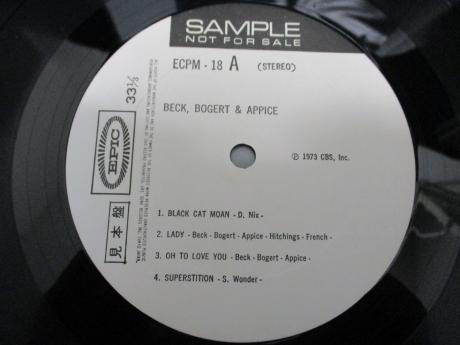 SAMPLE
NOT FOR SALE
ECPM - 18 A (STEREO)
33⅓
BECK, BOGERT & APPICE
EPIC
℗ 1973 CBS, Inc.
見本盤
1. BLACK CAT MOAN - D. Nix -
2. LADY - Beck - Bogert - Appice - Hitchings - French -
3. OH TO LOVE YOU - Beck - Bogert - Appice -
4. SUPERSTITION - S. Wonder -